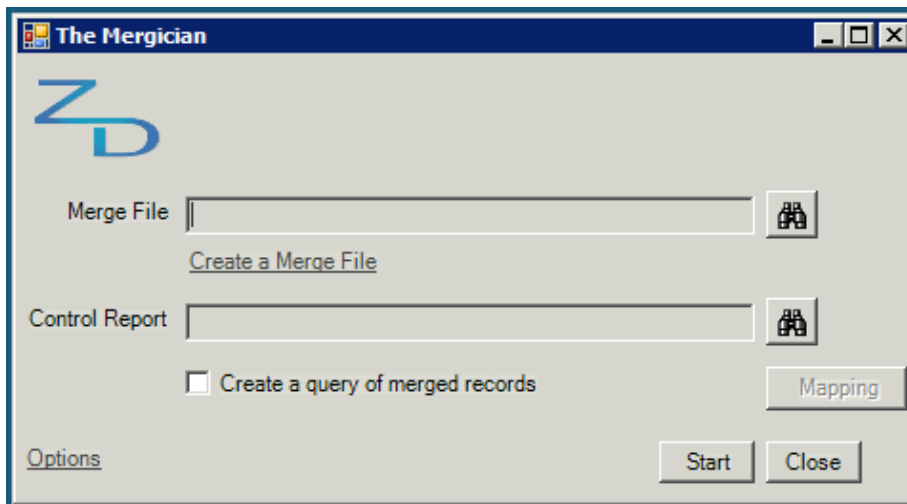 The Mergician
ZD
Merge File
Create a Merge File
Control Report
Create a query of merged records
Mapping
Options
Start
Close